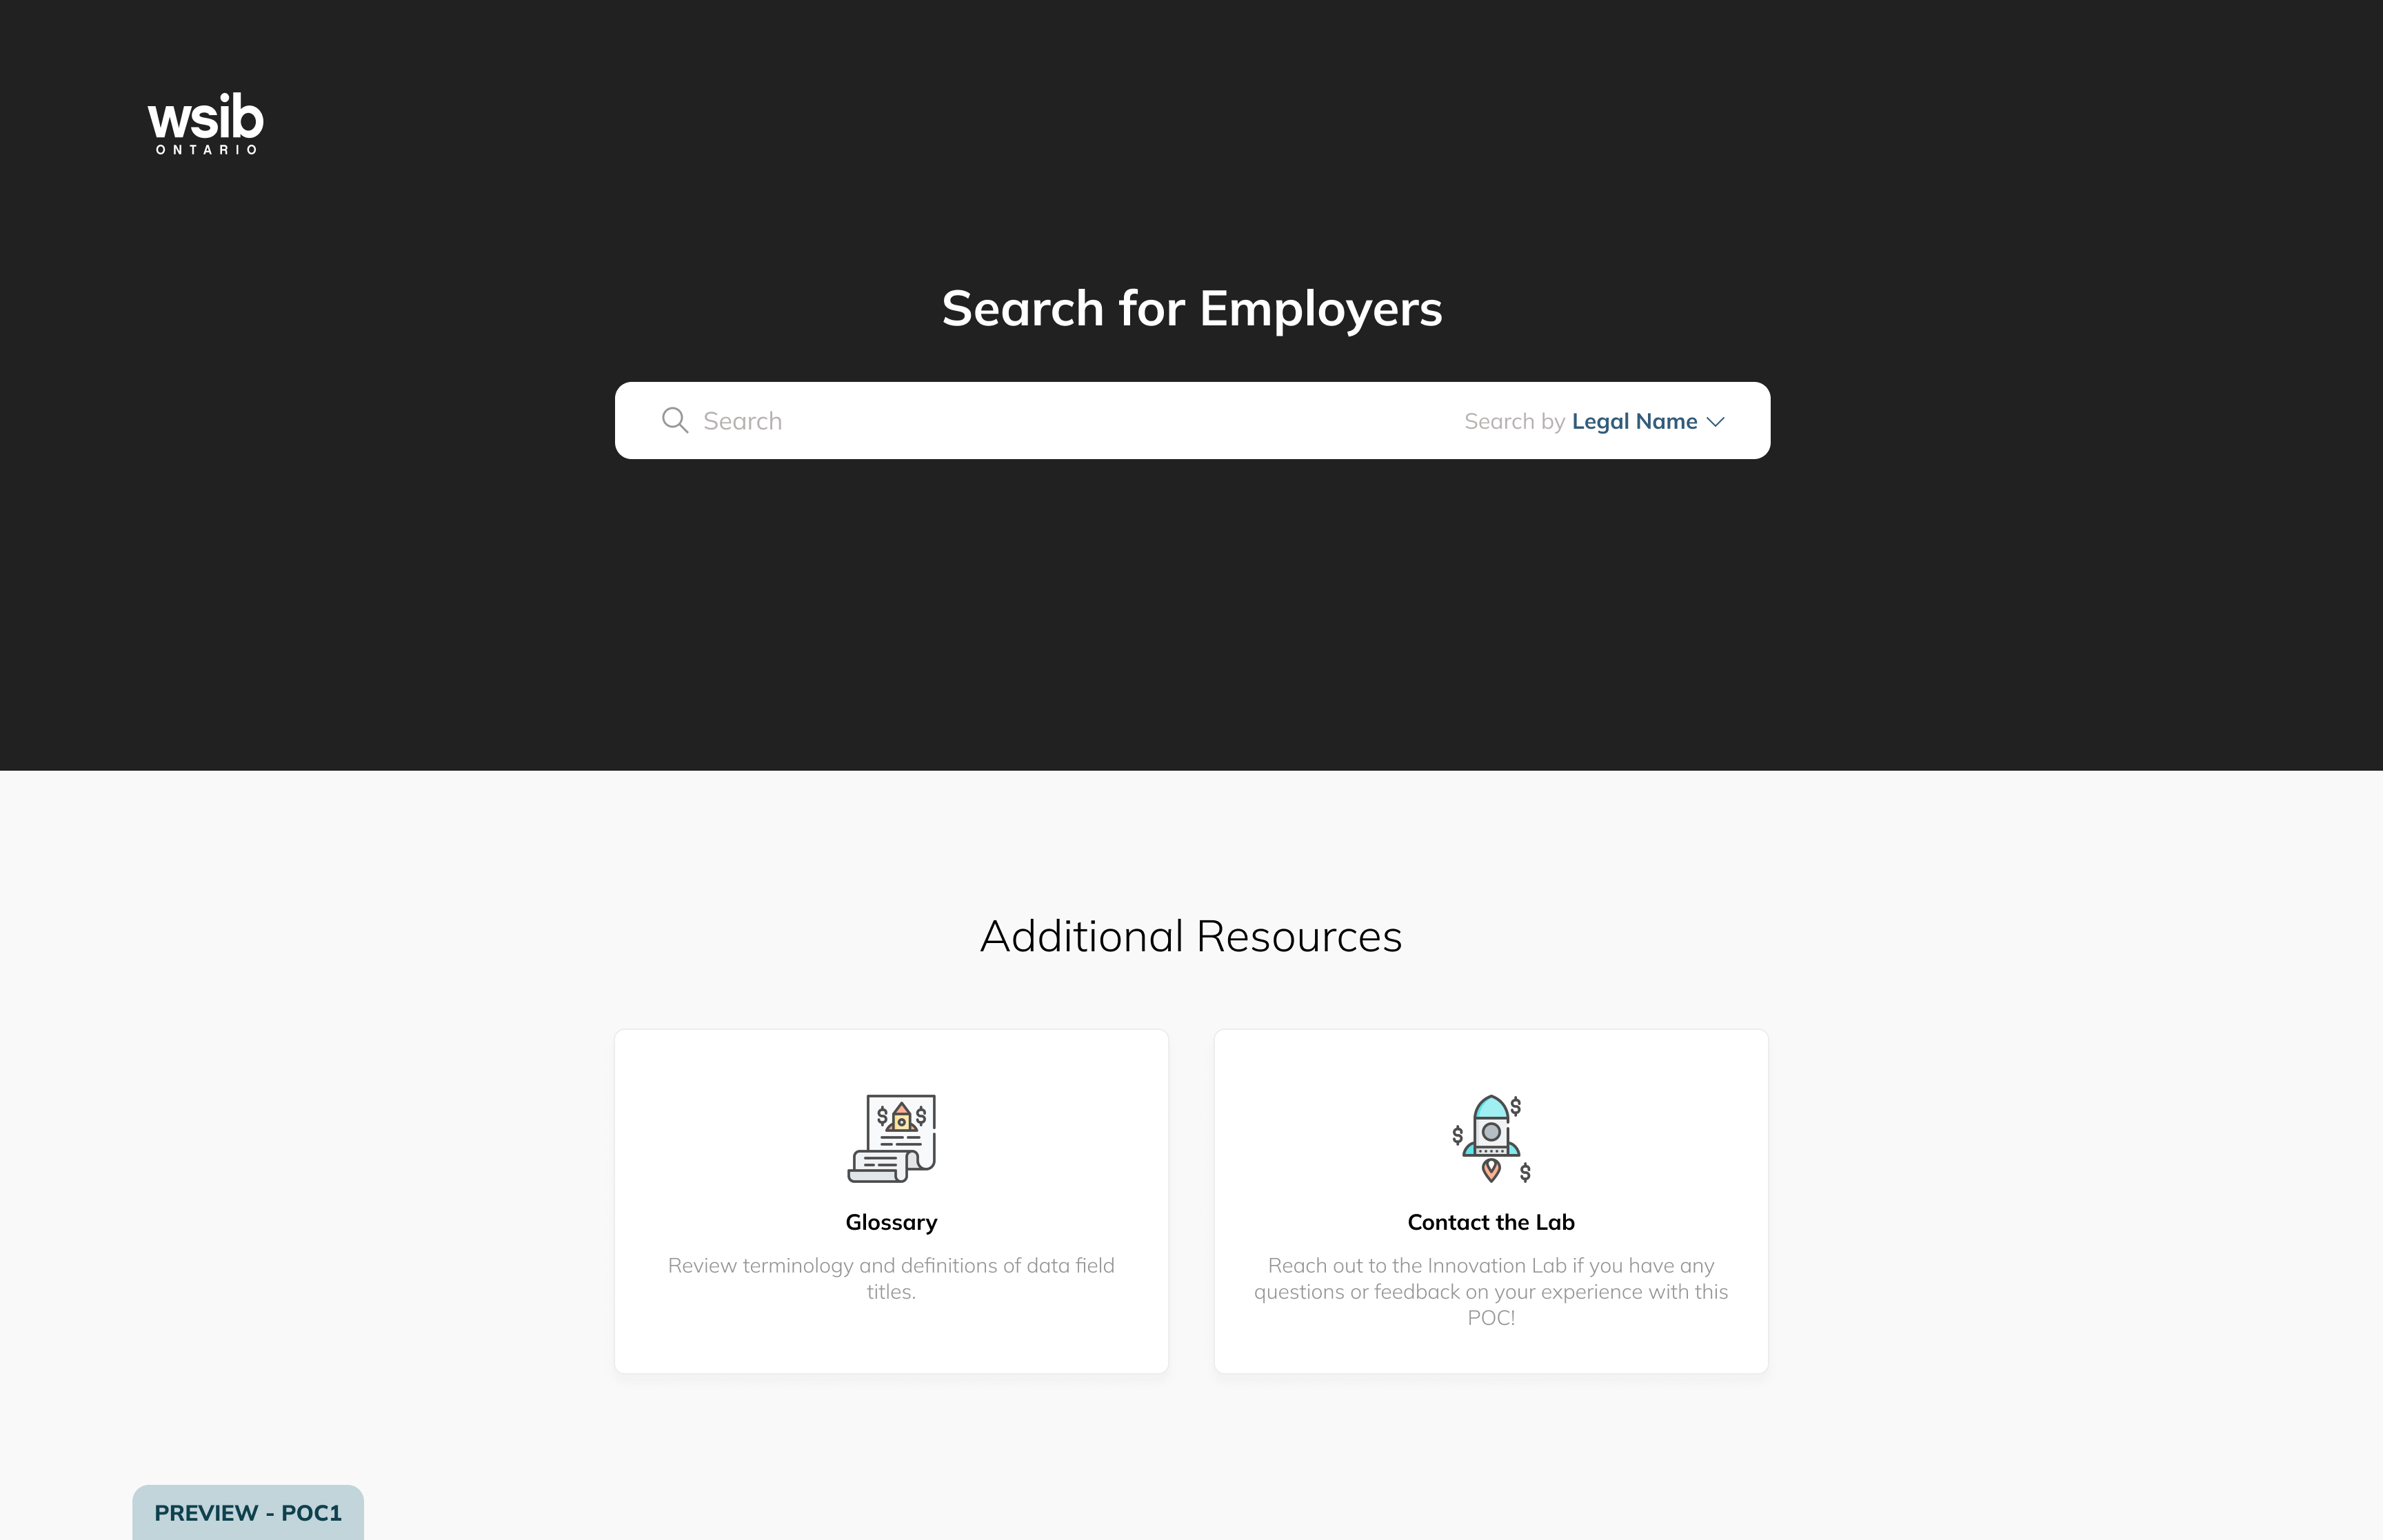 wsib
ONTARIO
Search for Employers
Search
Search by Legal Name
Additional Resources
Glossary
Review terminology and definitions of data field
titles.
Contact the Lab
Reach out to the Innovation Lab if you have any
questions or feedback on your experience with this
POC!
PREVIEW - POC1